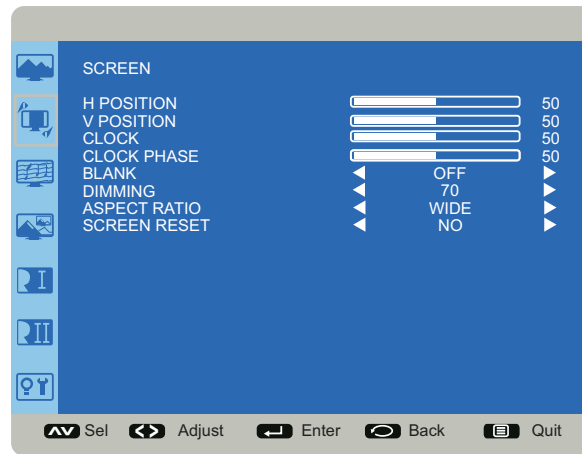 SCREEN
H POSITION 50
V POSITION 50
CLOCK 50
CLOCK PHASE 50
BLANK OFF
DIMMING 70
ASPECT RATIO WIDE
SCREEN RESET NO
I
II
Sel Adjust Enter Back Quit